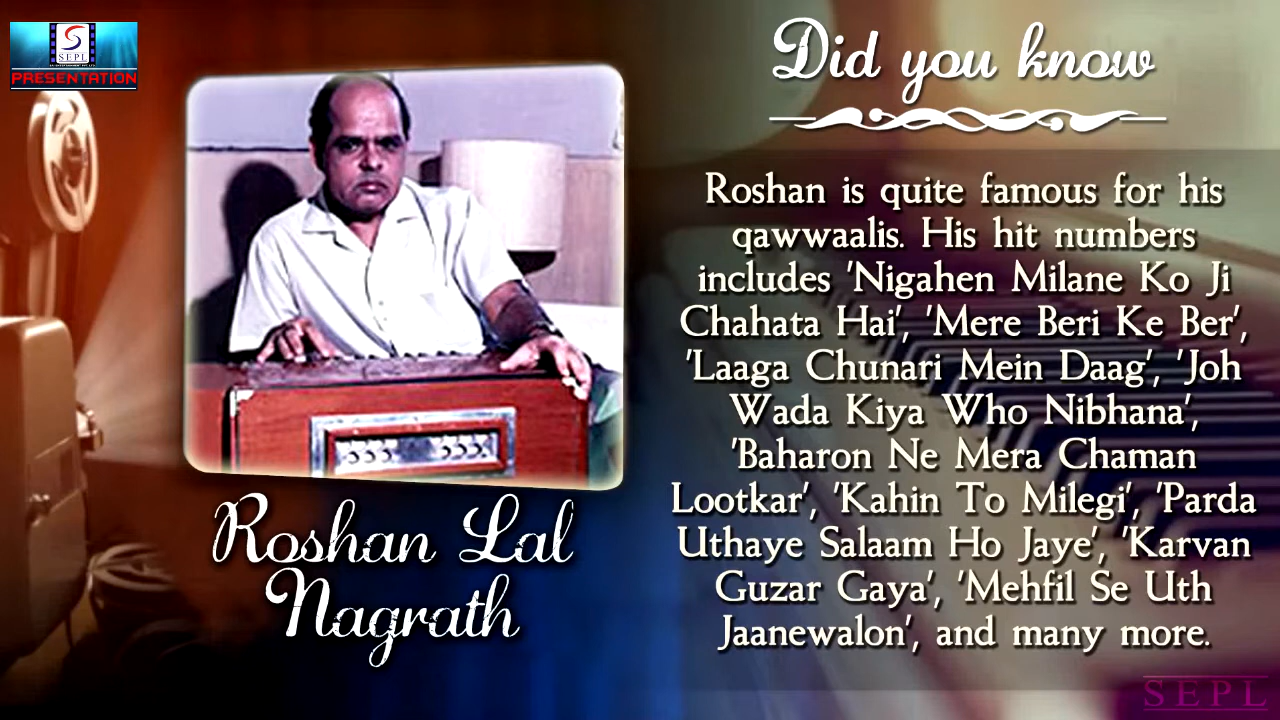 SEPL
PRESENTATION
Did you know
Roshan is quite famous for his
qawwaalis. His hit numbers
includes 'Nigahen Milane Ko Ji
Chahata Hai', 'Mere Beri Ke Ber',
'Laaga Chunari Mein Daag', 'Joh
Wada Kiya Who Nibhana',
'Baharon Ne Mera Chaman
Lootkar', 'Kahin To Milegi', 'Parda
Uthaye Salaam Ho Jaye', 'Karvan
Guzar Gaya', 'Mehfil Se Uth
Jaanewalon', and many more.
Roshan Lal
Nagrath
SEPL